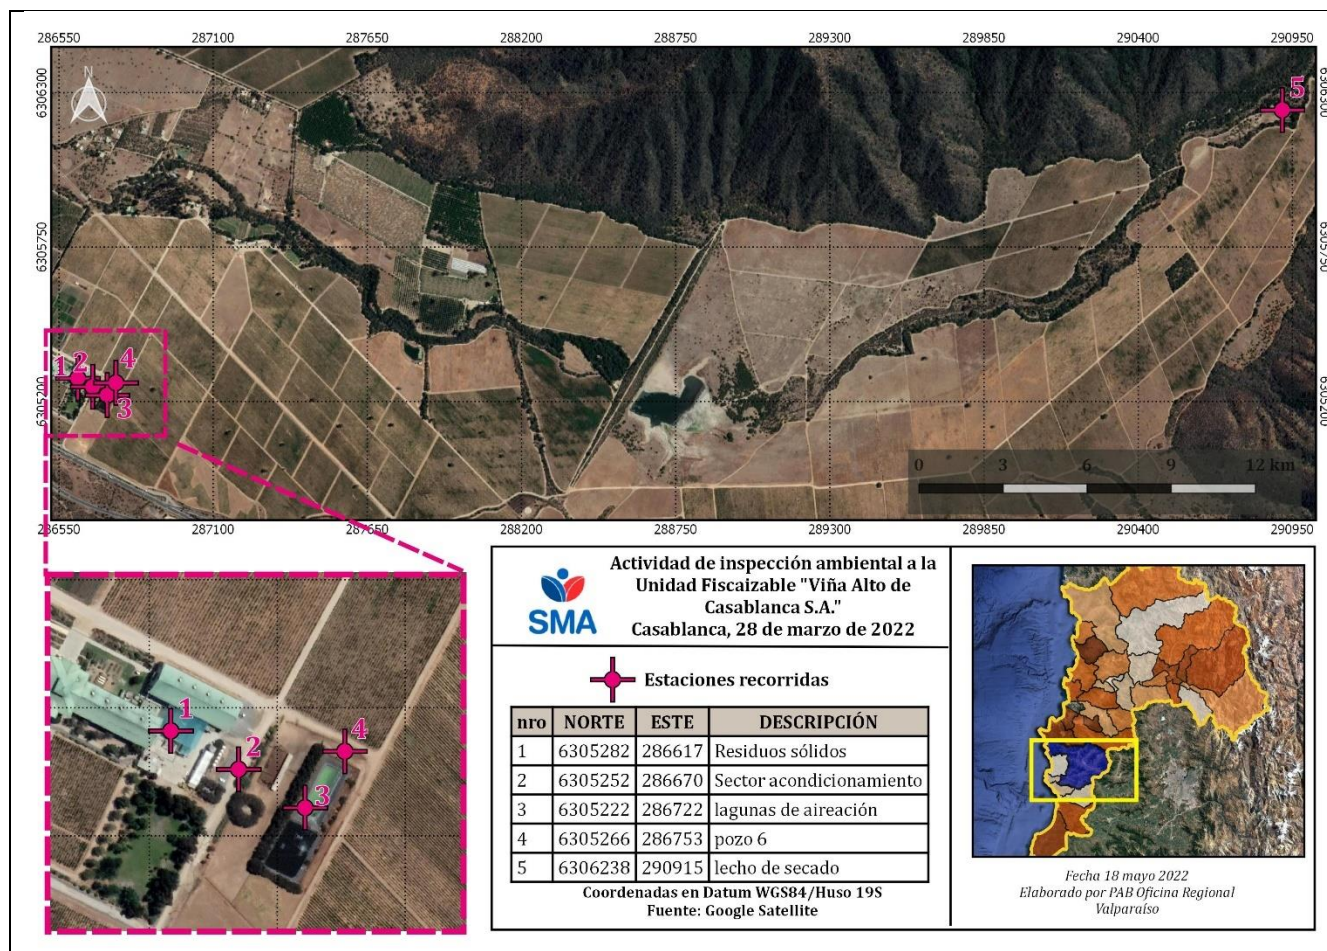 286550 287100 287650 288200 288750 289300 289850 290400 290950
N
6306300 6306300
5
6305750 6305750
1 2 4
3
6305200 6305200
0 3 6 9 12 km
286550 287100 287650 288200 288750 289300 289850 290400 290950
1
2
4
3
SMA
Actividad de inspección ambiental a la
Unidad Fiscaizable "Viña Alto de
Casablanca S.A."
Casablanca, 28 de marzo de 2022
Estaciones recorridas
nro NORTE ESTE DESCRIPCIÓN
1 6305282 286617 Residuos sólidos
2 6305252 286670 Sector acondicionamiento
3 6305222 286722 lagunas de aireación
4 6305266 286753 pozo 6
5 6306238 290915 lecho de secado
Coordenadas en Datum WGS84/Huso 19S
Fuente: Google Satellite
Fecha 18 mayo 2022
Elaborado por PAB Oficina Regional
Valparaíso